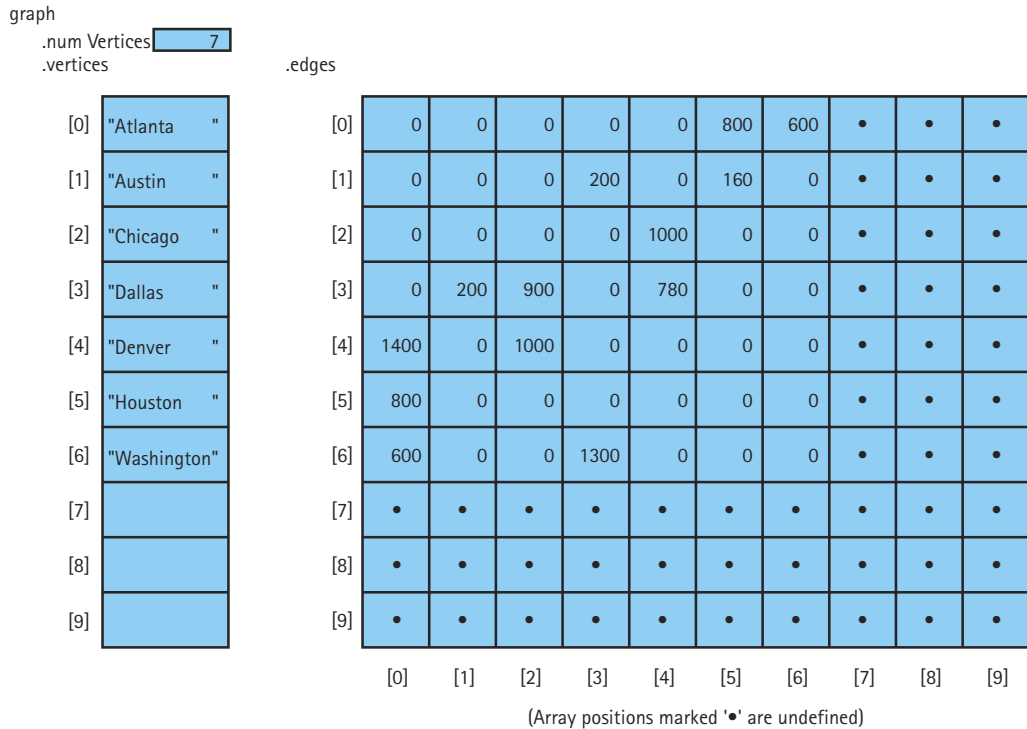 graph
.num Vertices 7
.vertices .edges
[0] "Atlanta " [0] 0 0 0 0 0 800 600 • • •
[1] "Austin " [1] 0 0 0 200 0 160 0 • • •
[2] "Chicago " [2] 0 0 0 0 1000 0 0 • • •
[3] "Dallas " [3] 0 200 900 0 780 0 0 • • •
[4] "Denver " [4] 1400 0 1000 0 0 0 0 • • •
[5] "Houston " [5] 800 0 0 0 0 0 0 • • •
[6] "Washington" [6] 600 0 0 1300 0 0 0 • • •
[7] [7] • • • • • • • • • •
[8] [8] • • • • • • • • • •
[9] [9] • • • • • • • • • •
[0] [1] [2] [3] [4] [5] [6] [7] [8] [9]
(Array positions marked '•' are undefined)